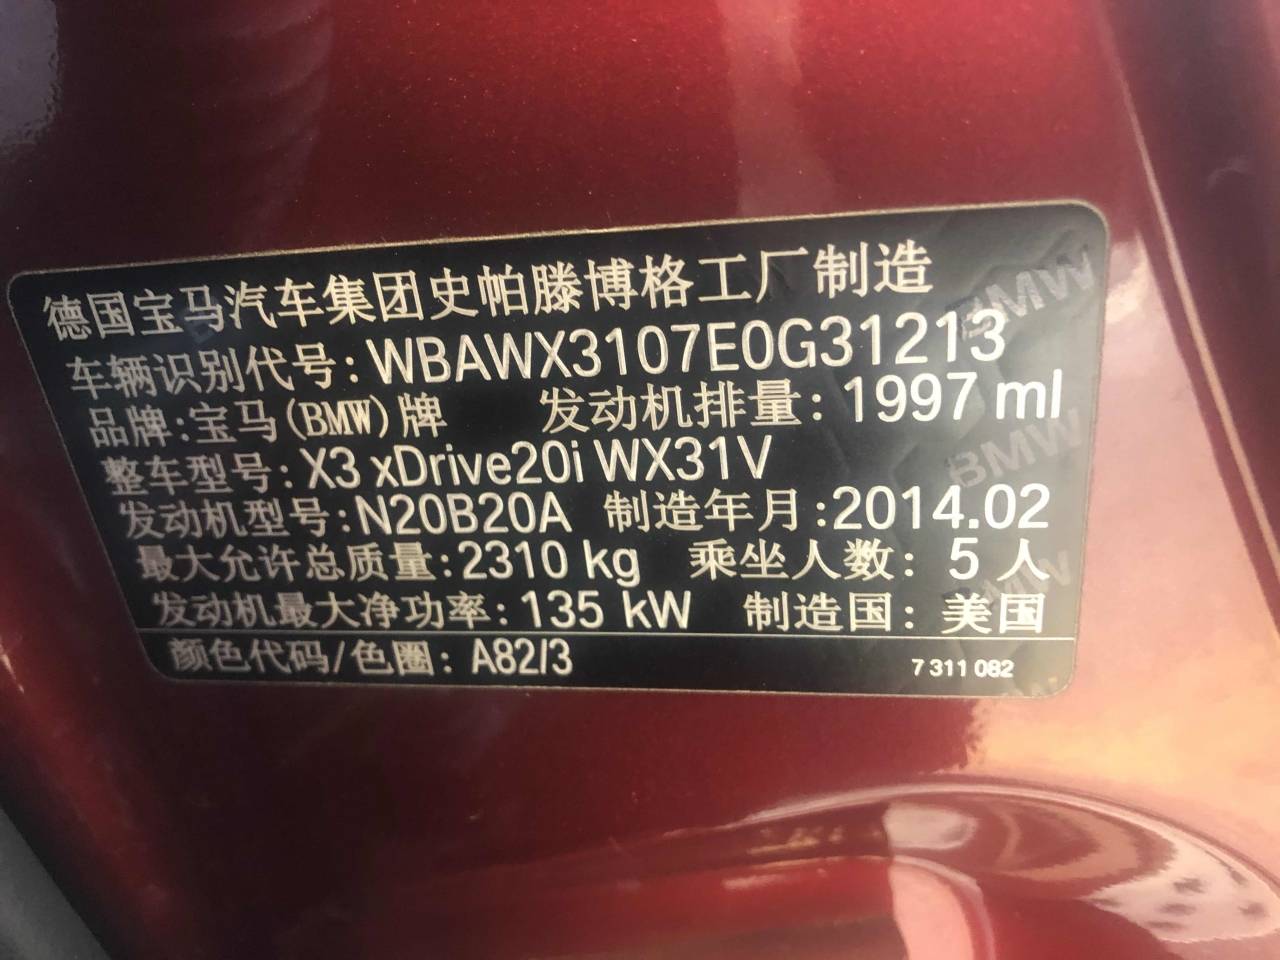 德国宝马汽车集团史帕滕博格工厂制造
车辆识别代号:WBAWX3107E0G31213
品牌:宝马(BMW)牌 发动机排量:1997 ml
整车型号:X3 xDrive20i WX31V
发动机型号:N20B20A 制造年月:2014.02
最大允许总质量:2310 kg 乘坐人数: 5 人
发动机最大净功率:135 kW 制造国:美国
颜色代码/色圈: A82/3 7 311 082
BMW
BMW
BMW